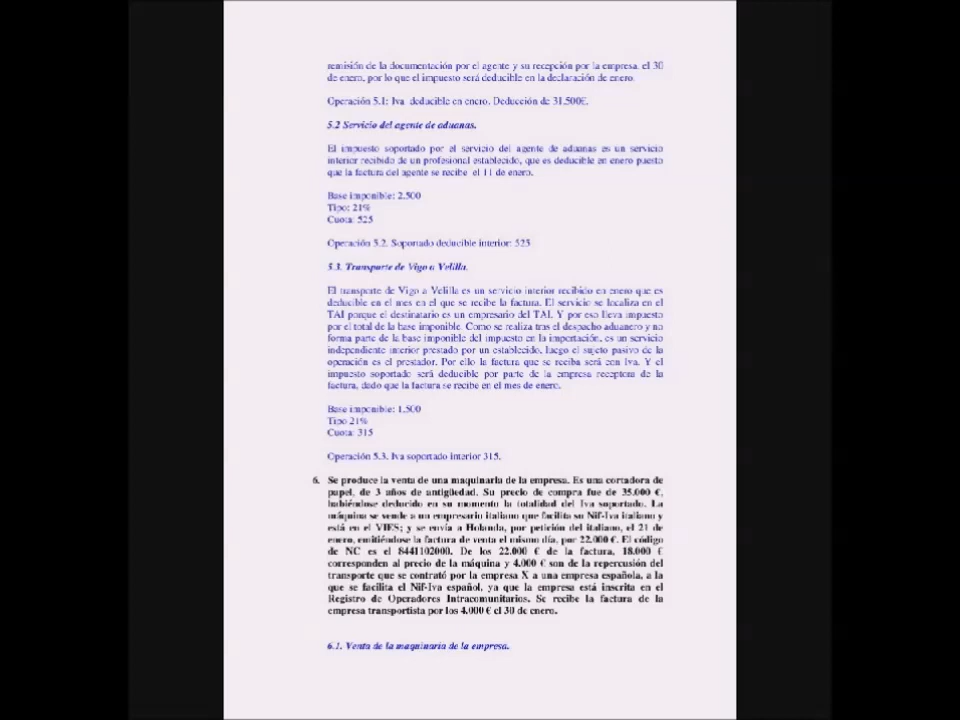 remisión de la documentación por el agente y su recepción por la empresa, el 30
de enero, por lo que el impuesto será deducible en la declaración de enero.
Operación 5.1: Iva deducible en enero. Deducción de 31.500€.
5.2 Servicio del agente de aduanas.
El impuesto soportado por el servicio del agente de aduanas es un servicio
interior recibido de un profesional establecido, que es deducible en enero puesto
que la factura del agente se recibe el 11 de enero.
Base imponible: 2.500
Tipo: 21%
Cuota: 525
Operación 5.2. Soportado deducible interior: 525
5.3. Transporte de Vigo a Velilla.
El transporte de Vigo a Velilla es un servicio interior recibido en enero que es
deducible en el mes en el que se recibe la factura. El servicio se localiza en el
TAI porque el destinatario es un empresario del TAI. Y por eso lleva impuesto
por el total de la base imponible. Como se realiza tras el despacho aduanero y no
forma parte de la base imponible del impuesto en la importación, es un servicio
independiente interior prestado por un establecido, luego el sujeto pasivo de la
operación es el prestador. Por ello la factura que se reciba será con Iva. Y el
impuesto soportado será deducible por parte de la empresa receptora de la
factura, dado que la factura se recibe en el mes de enero.
Base imponible: 1.500
Tipo 21%
Cuota: 315
Operación 5.3. Iva soportado interior 315.
6. Se produce la venta de una maquinaria de la empresa. Es una cortadora de
papel, de 3 años de antigüedad. Su precio de compra fue de 35.000 €,
habiéndose deducido en su momento la totalidad del Iva soportado. La
máquina se vende a un empresario italiano que facilita su Nif-Iva italiano y
está en el VIES; y se envía a Holanda, por petición del italiano, el 21 de
enero, emitiéndose la factura de venta el mismo día, por 22.000 €. El código
de NC es el 8441102000. De los 22.000 € de la factura, 18.000 €
corresponden al precio de la máquina y 4.000 € son de la repercusión del
transporte que se contrató por la empresa X a una empresa española, a la
que se facilita el Nif-Iva español, ya que la empresa está inscrita en el
Registro de Operadores Intracomunitarios. Se recibe la factura de la
empresa transportista por los 4.000 € el 30 de enero.
6.1. Venta de la maquinaria de la empresa.